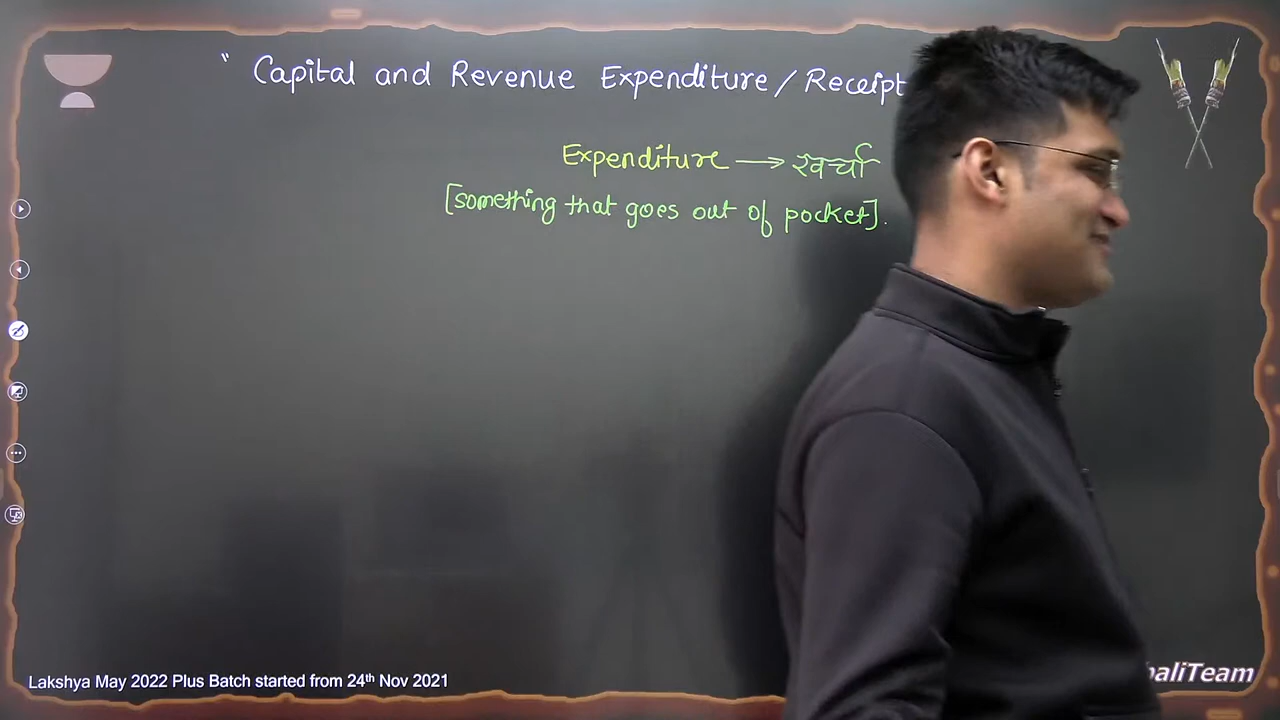 " Capital and Revenue Expenditure / Receipt
Expenditure → खर्चा
[something that goes out of pocket].
Lakshya May 2022 Plus Batch started from 24th Nov 2021
aliTeam